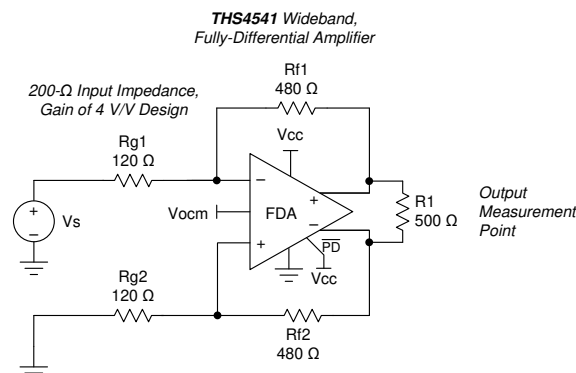 THS4541 Wideband,
Fully-Differential Amplifier
200-Ω Input Impedance,
Gain of 4 V/V Design
Rf1
480 Ω
Rg1
120 Ω
Vcc
−
+
Vocm
FDA
+
−
PD
Vcc
+
−
Vs
R1
500 Ω
Output
Measurement
Point
Rg2
120 Ω
Rf2
480 Ω